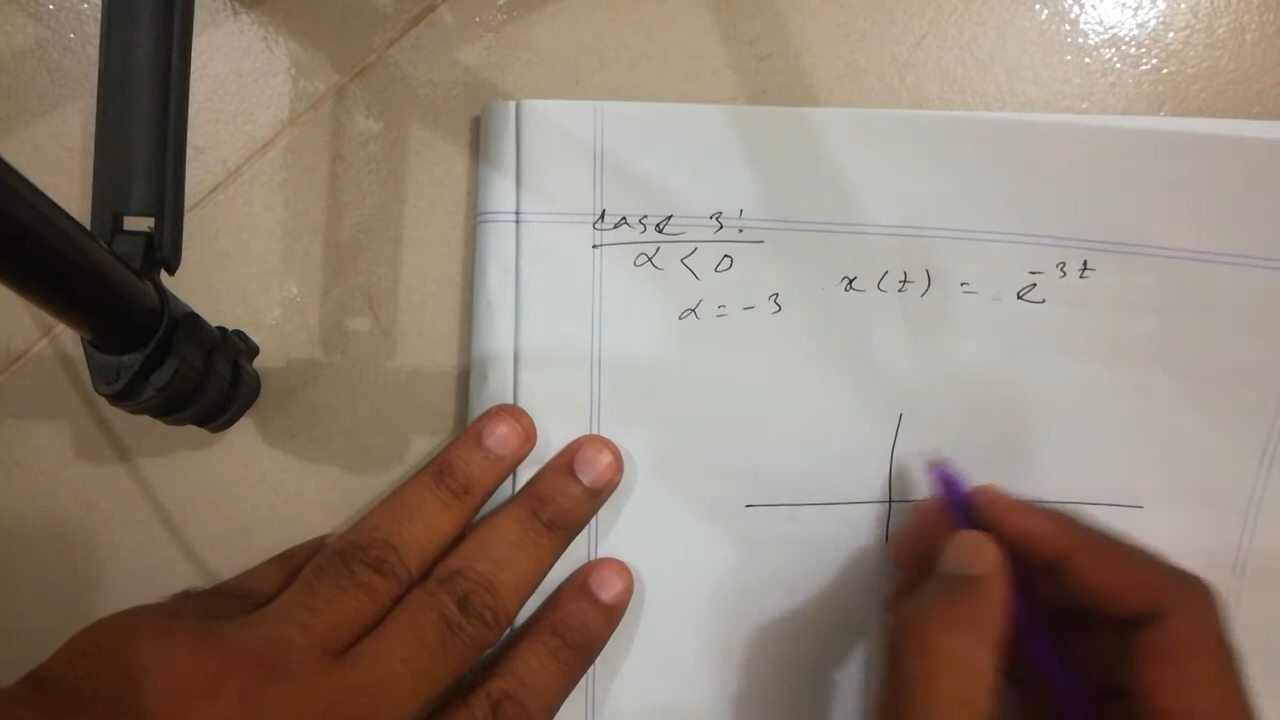 Case 3:
α < 0
α = -3
x(t) = e^{-3t}